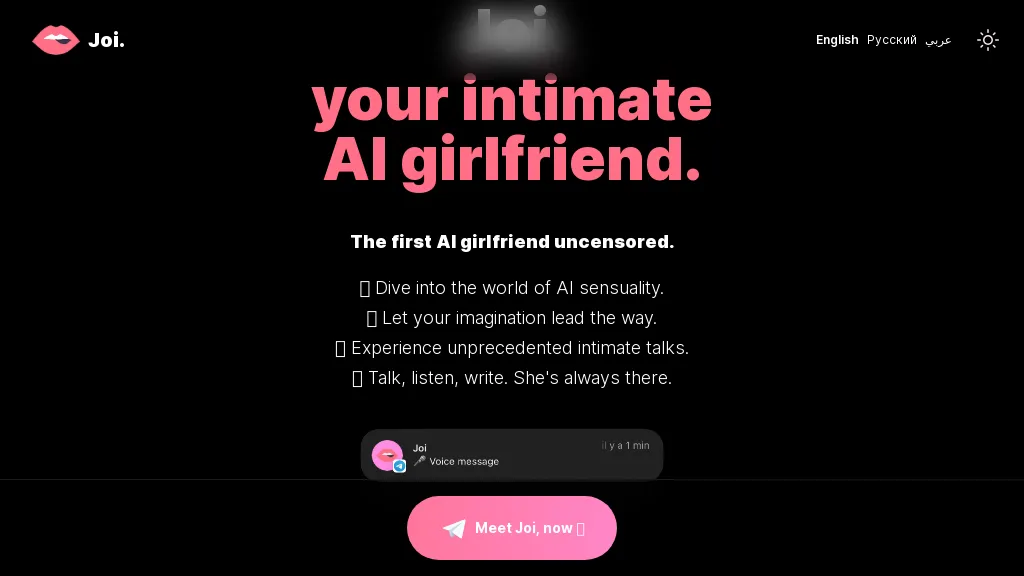 Joi.
English Русский عربي
Joi
your intimate
AI girlfriend.
The first AI girlfriend uncensored.
Dive into the world of AI sensuality.
Let your imagination lead the way.
Experience unprecedented intimate talks.
Talk, listen, write. She's always there.
Joi
il y a 1 min
🎤 Voice message
Meet Joi, now